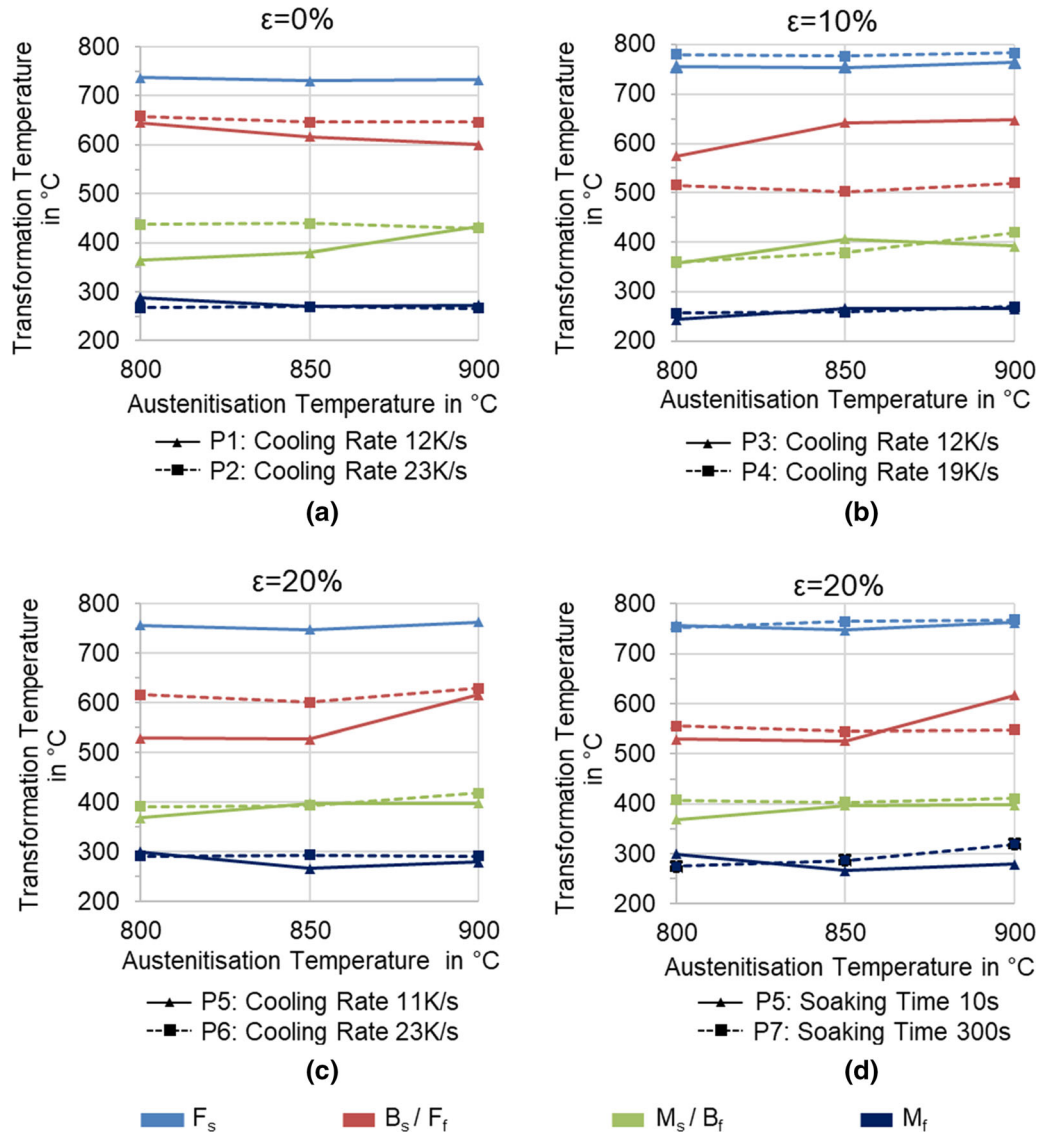 ε=0%
800
700
600
500
400
300
200
Transformation Temperature
in °C
800 850 900
Austenitisation Temperature in °C
P1: Cooling Rate 12K/s
P2: Cooling Rate 23K/s
(a)
ε=10%
800
700
600
500
400
300
200
Transformation Temperature
in °C
800 850 900
Austenitisation Temperature in °C
P3: Cooling Rate 12K/s
P4: Cooling Rate 19K/s
(b)
ε=20%
800
700
600
500
400
300
200
Transformation Temperature
in °C
800 850 900
Austenitisation Temperature in °C
P5: Cooling Rate 11K/s
P6: Cooling Rate 23K/s
(c)
ε=20%
800
700
600
500
400
300
200
Transformation Temperature
in °C
800 850 900
Austenitisation Temperature in °C
P5: Soaking Time 10s
P7: Soaking Time 300s
(d)
Fs Bs / Ff Ms / Bf Mf